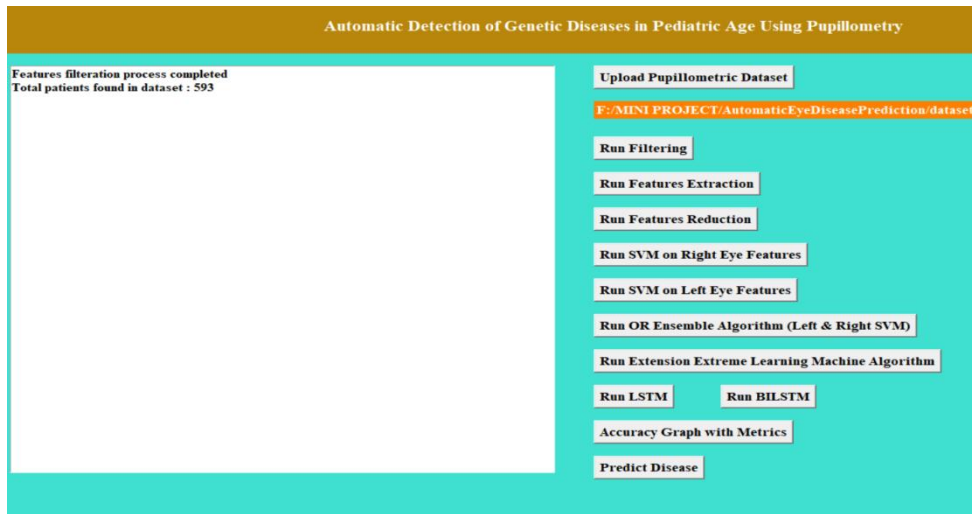 Automatic Detection of Genetic Diseases in Pediatric Age Using Pupillometry
Features filteration process completed
Total patients found in dataset : 593
Upload Pupillometric Dataset
F:/MINI PROJECT/AutomaticEyeDiseasePrediction/dataset
Run Filtering
Run Features Extraction
Run Features Reduction
Run SVM on Right Eye Features
Run SVM on Left Eye Features
Run OR Ensemble Algorithm (Left & Right SVM)
Run Extension Extreme Learning Machine Algorithm
Run LSTM Run BILSTM
Accuracy Graph with Metrics
Predict Disease